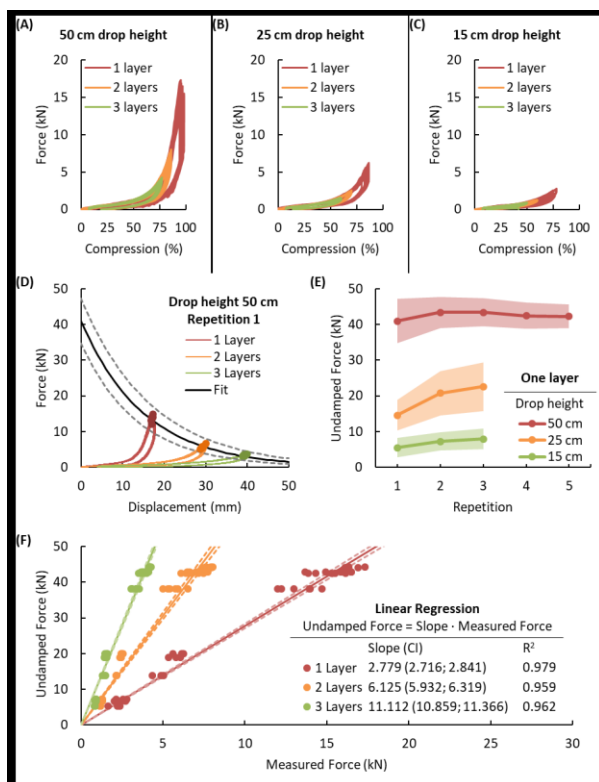 (A)
50 cm drop height
20
15
10
5
0
Force (kN)
1 layer
2 layers
3 layers
0 25 50 75 100
Compression (%)
(B)
25 cm drop height
20
15
10
5
0
Force (kN)
1 layer
2 layers
3 layers
0 25 50 75 100
Compression (%)
(C)
15 cm drop height
20
15
10
5
0
Force (kN)
1 layer
2 layers
3 layers
0 25 50 75 100
Compression (%)
(D)
Drop height 50 cm
Repetition 1
50
40
30
20
10
0
Force (kN)
1 Layer
2 Layers
3 Layers
Fit
0 10 20 30 40 50
Displacement (mm)
(E)
50
40
30
20
10
0
Undamped Force (kN)
One layer
Drop height
50 cm
25 cm
15 cm
1 2 3 4 5
Repetition
(F)
50
40
30
20
10
0
Undamped Force (kN)
Linear Regression
Undamped Force = Slope · Measured Force
Slope (CI) R²
1 Layer 2.779 (2.716; 2.841) 0.979
2 Layers 6.125 (5.932; 6.319) 0.959
3 Layers 11.112 (10.859; 11.366) 0.962
0 5 10 15 20 25 30
Measured Force (kN)